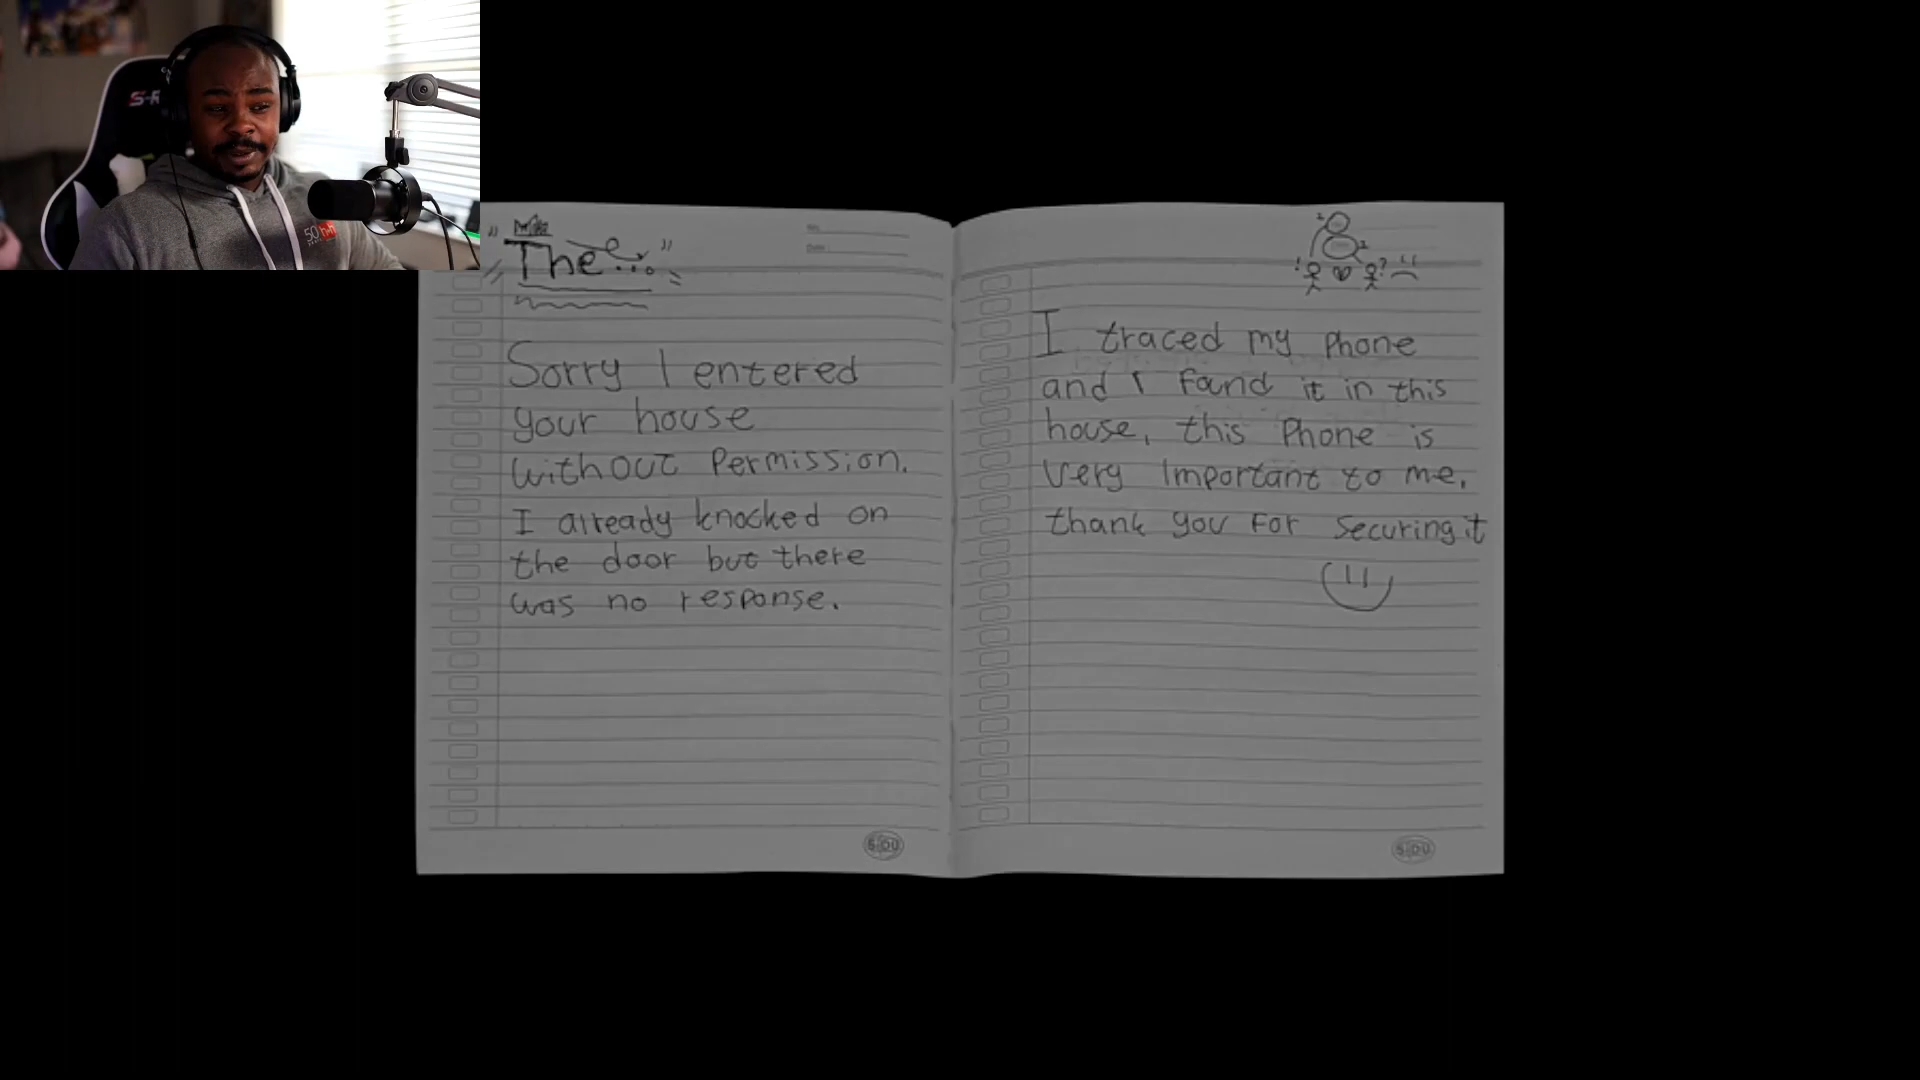 S-R
50
The...
Sorry I entered
your house
without permission.
I already knocked on
the door but there
was no response.
I traced my phone
and I found it in this
house, this phone is
very important to me.
thank you for securing it